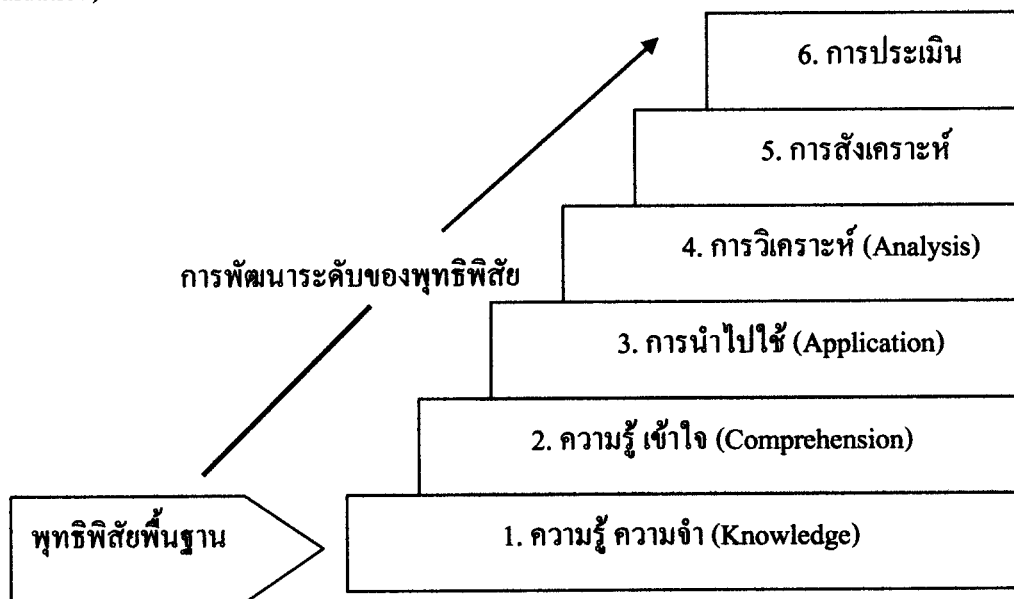 6. การประเมิน
5. การสังเคราะห์
4. การวิเคราะห์ (Analysis)
การพัฒนาระดับของพุทธิพิสัย
3. การนำไปใช้ (Application)
2. ความรู้ เข้าใจ (Comprehension)
พุทธิพิสัยพื้นฐาน
1. ความรู้ ความจำ (Knowledge)